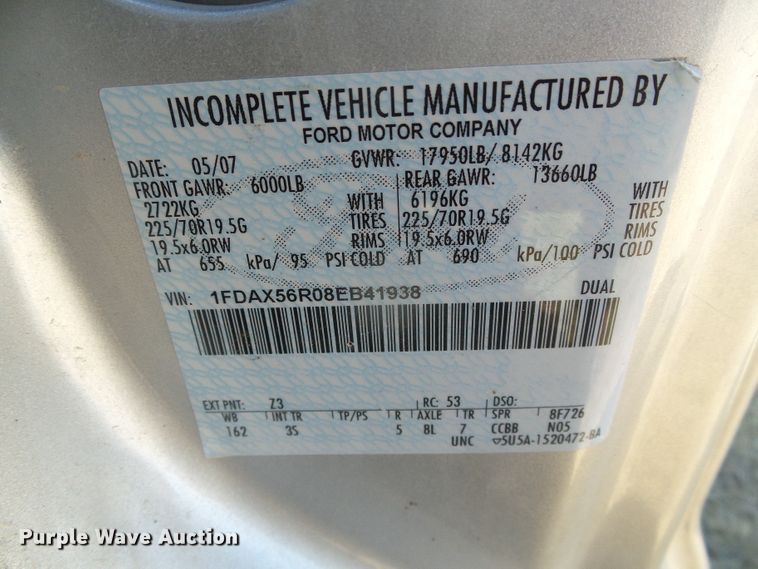 INCOMPLETE VEHICLE MANUFACTURED BY
FORD MOTOR COMPANY
DATE: 05/07 GVWR: 17950LB/ 8142KG
FRONT GAWR: 6000LB REAR GAWR: 13660LB
2722KG WITH 6196KG WITH
225/70R19.5G TIRES 225/70R19.5G TIRES
19.5x6.0RW RIMS 19.5x6.0RW RIMS
AT 655 kPa/ 95 PSI COLD AT 690 kPa/100 PSI COLD
VIN: 1FDAX56R08EB41938 DUAL
EXT PNT: Z3 RC: 53 DSO:
WB INT TR TP/PS R AXLE TR SPR 8F726
162 3S 5 8L 7 CCBB N05
UNC ▽5U5A-1520472-BA
Purple Wave Auction